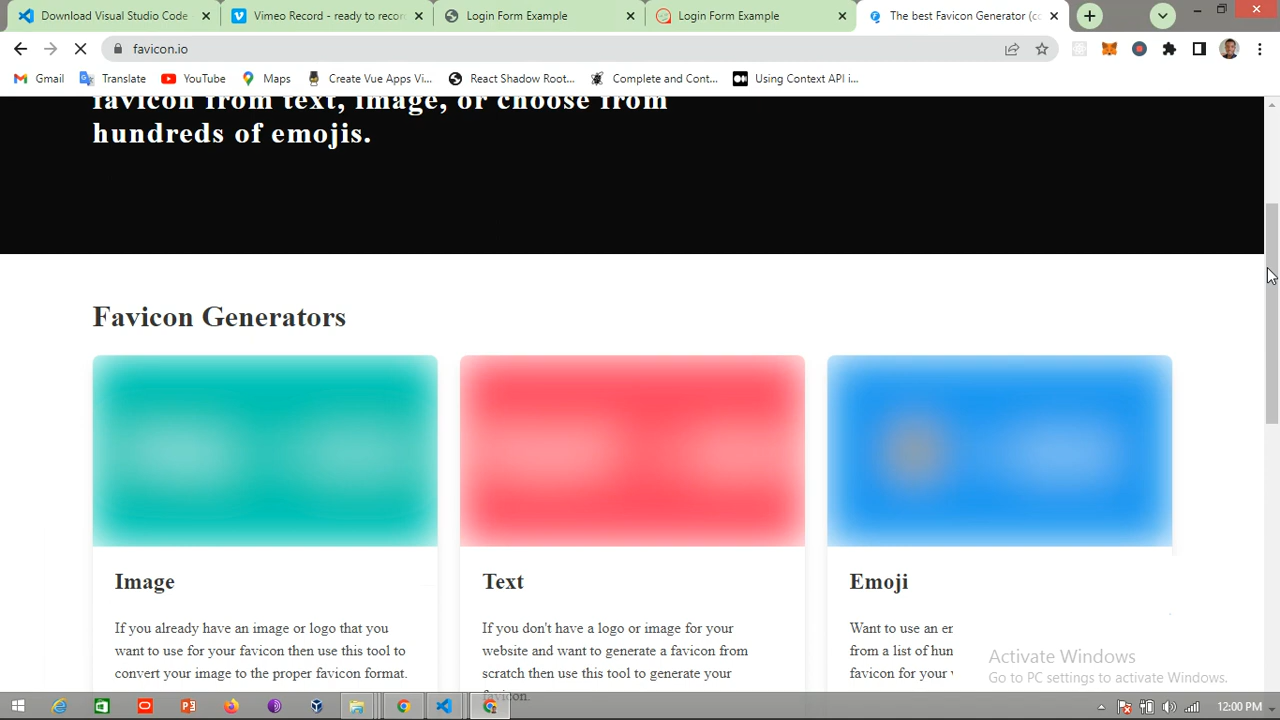 Download Visual Studio Code
Vimeo Record - ready to recor
Login Form Example
Login Form Example
The best Favicon Generator (co
favicon.io
Gmail
Translate
YouTube
Maps
Create Vue Apps Vi...
React Shadow Root...
Complete and Cont...
Using Context API i...
favicon from text, image, or choose from
hundreds of emojis.
Favicon Generators
Image
If you already have an image or logo that you
want to use for your favicon then use this tool to
convert your image to the proper favicon format.
Text
If you don't have a logo or image for your
website and want to generate a favicon from
scratch then use this tool to generate your
favicon.
Emoji
Want to use an
from a list of hun
favicon for your
Activate Windows
Go to PC settings to activate Windows.
12:00 PM